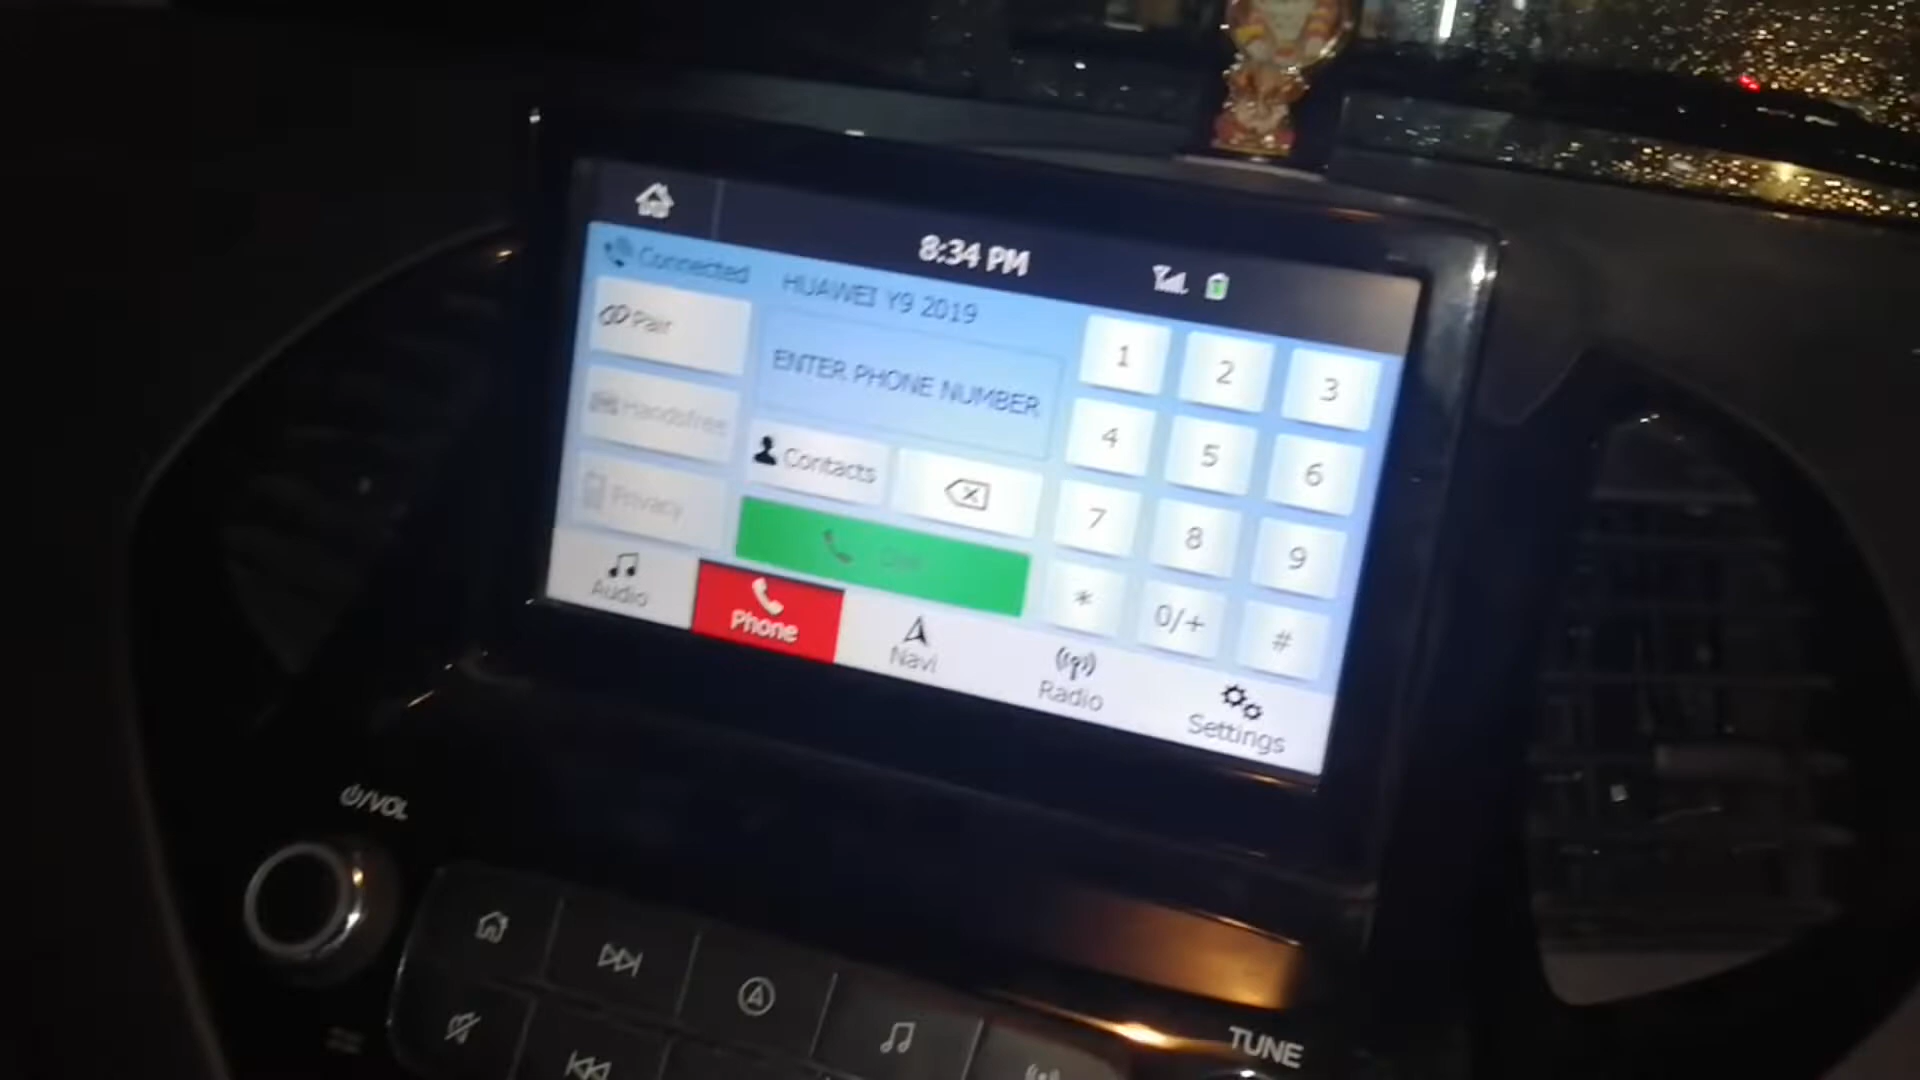 8:34 PM
Connected
HUAWEI Y9 2019
Pair
ENTER PHONE NUMBER
1 2 3
Handsfree
4 5 6
Contacts
Privacy
7 8 9
Dial
* 0/+ #
Audio
Phone
Navi
Radio
Settings
/VOL
TUNE